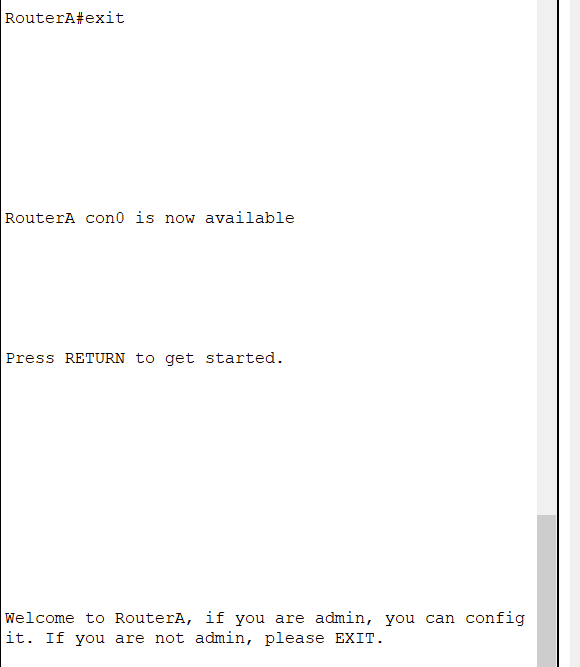 RouterA#exit
RouterA con0 is now available
Press RETURN to get started.
Welcome to RouterA, if you are admin, you can config
it. If you are not admin, please EXIT.